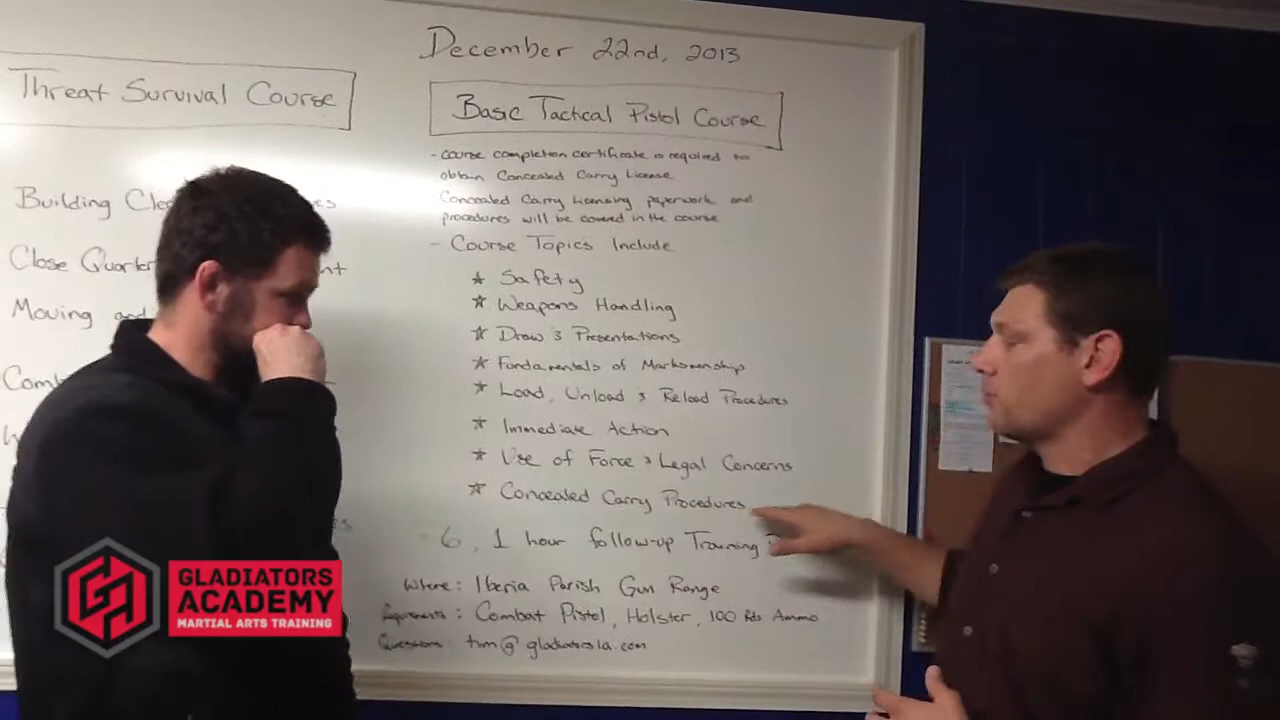 December 22nd, 2013
Threat Survival Course
Building
Close
Moving and
Basic Tactical Pistol Course
- Course completion certificate is required to
obtain Concealed Carry License
Concealed Carry Licensing paperwork and
procedures will be covered in the course
- Course Topics Include
★ Safety
★ Weapons Handling
★ Draw & Presentations
★ Fundamentals of Marksmanship
★ Load, Unload & Reload Procedures
★ Immediate Action
★ Use of Force & Legal Concerns
★ Concealed Carry Procedures
- 6, 1 hour follow-up Training
Where: Iberia Parish Gun Range
: Combat Pistol, Holster, 100 Rds Ammo
Questions: tim@gladiatorsla.com
GLADIATORS
ACADEMY
MARTIAL ARTS TRAINING